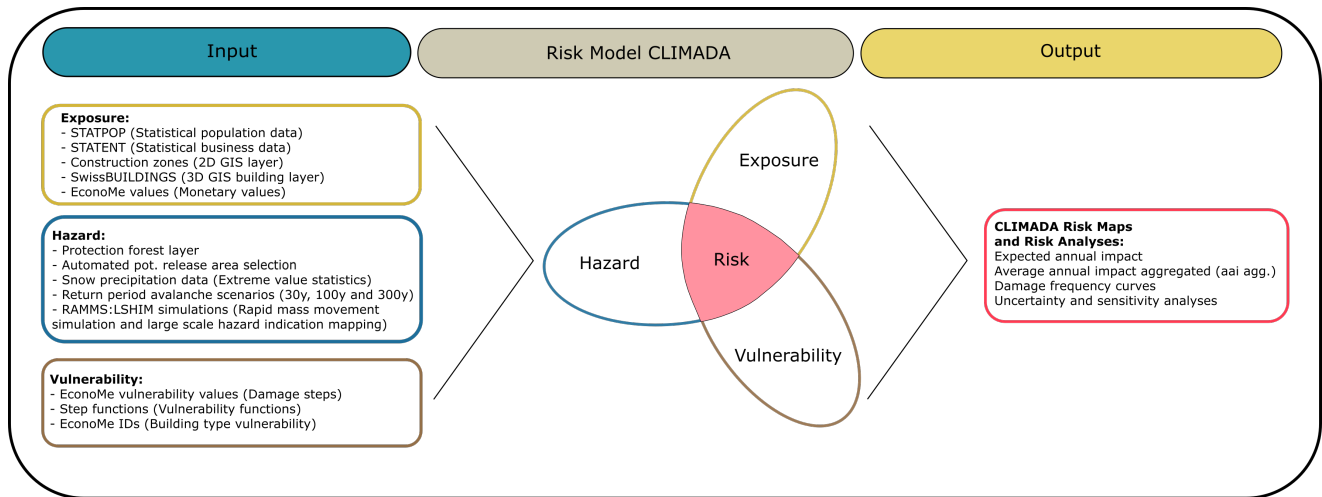 Input
Risk Model CLIMADA
Output
Exposure:
- STATPOP (Statistical population data)
- STATENT (Statistical business data)
- Construction zones (2D GIS layer)
- SwissBUILDINGS (3D GIS building layer)
- EconoMe values (Monetary values)
Hazard:
- Protection forest layer
- Automated pot. release area selection
- Snow precipitation data (Extreme value statistics)
- Return period avalanche scenarios (30y, 100y and 300y)
- RAMMS:LSHIM simulations (Rapid mass movement
simulation and large scale hazard indication mapping)
Vulnerability:
- EconoMe vulnerability values (Damage steps)
- Step functions (Vulnerability functions)
- EconoMe IDs (Building type vulnerability)
Exposure
Hazard
Risk
Vulnerability
CLIMADA Risk Maps
and Risk Analyses:
Expected annual impact
Average annual impact aggregated (aai agg.)
Damage frequency curves
Uncertainty and sensitivity analyses